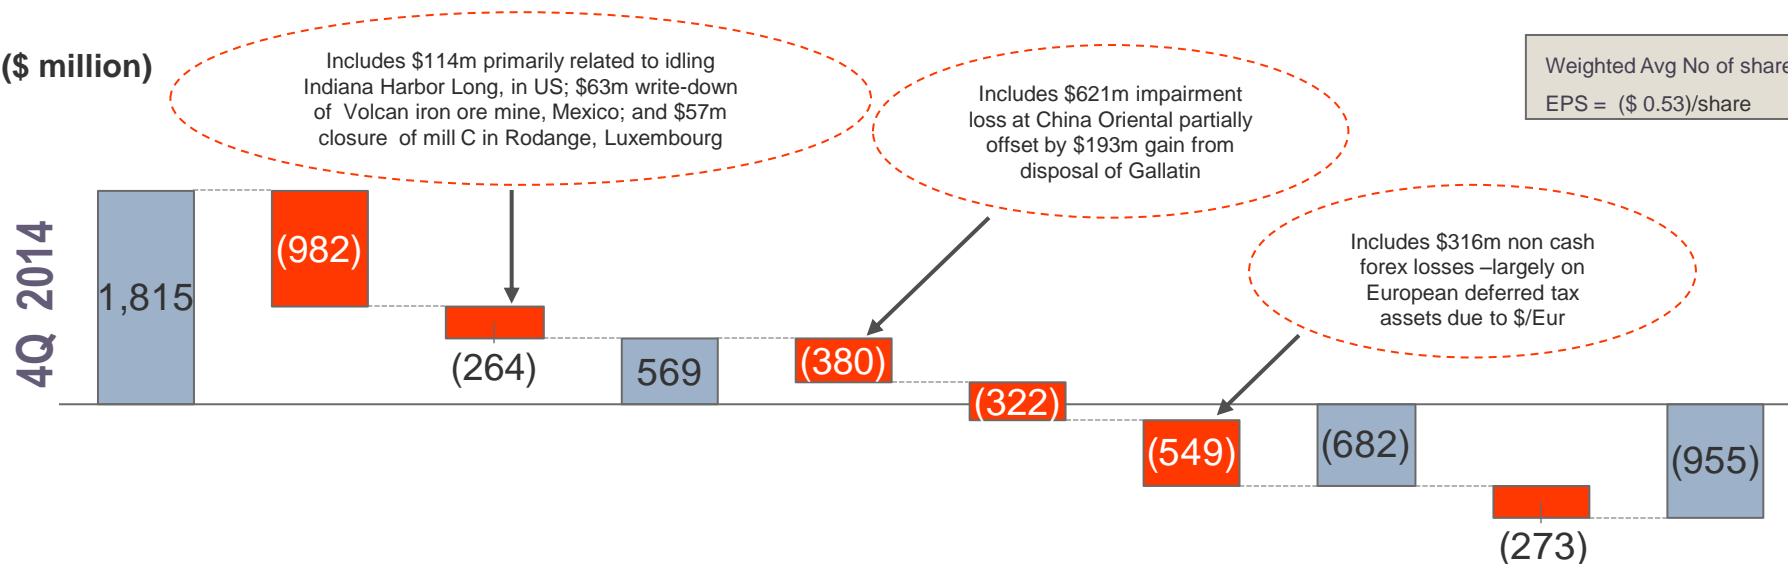 ($ million)
Includes $114m primarily related to idling
Indiana Harbor Long, in US; $63m write-down
of Volcan iron ore mine, Mexico; and $57m
closure of mill C in Rodange, Luxembourg
Includes $621m impairment
loss at China Oriental partially
offset by $193m gain from
disposal of Gallatin
Weighted Avg No of share
EPS = ($ 0.53)/share
Includes $316m non cash
forex losses –largely on
European deferred tax
assets due to $/Eur
4Q 2014
1,815
(982)
(264)
569
(380)
(322)
(549)
(682)
(273)
(955)